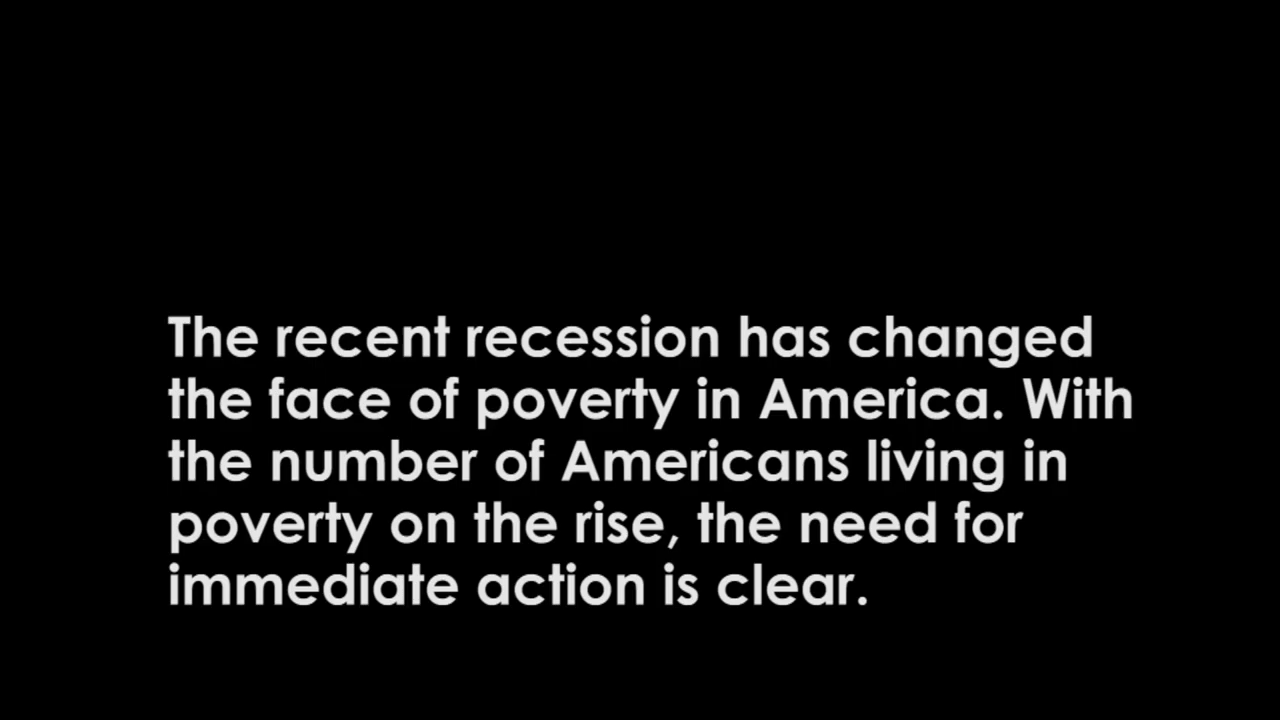 The recent recession has changed
the face of poverty in America. With
the number of Americans living in
poverty on the rise, the need for
immediate action is clear.